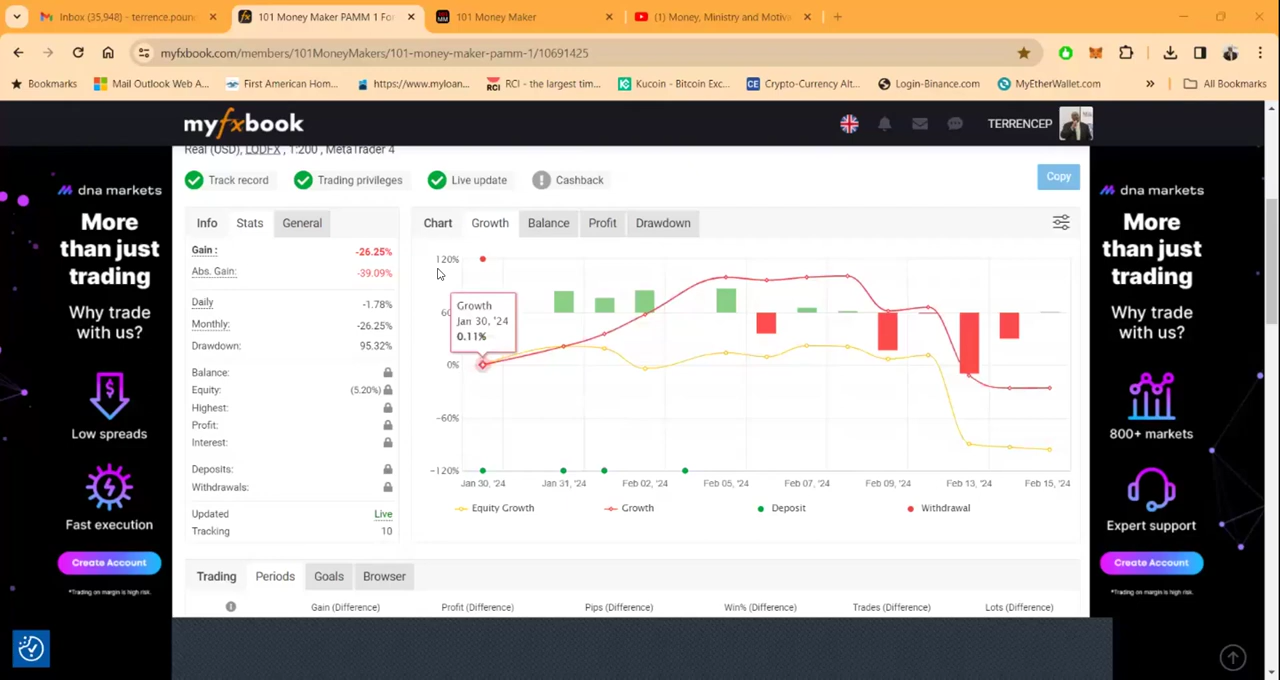 Inbox (35,948) - terrence.poun
101 Money Maker PAMM 1 Fo
101 Money Maker
(1) Money, Ministry and Motiva
myfxbook.com/members/101MoneyMakers/101-money-maker-pamm-1/10691425
Bookmarks
Mail Outlook Web A...
First American Hom...
https://www.myloan...
RCI - the largest tim...
Kucoin - Bitcoin Exc...
Crypto-Currency Alt...
Login-Binance.com
MyEtherWallet.com
All Bookmarks
myfxbook
TERRENCEP
Real (USD), LQDFX , 1:200 , MetaTrader 4
Track record
Trading privileges
Live update
Cashback
Copy
Info Stats General
Gain : -26.25%
Abs. Gain: -39.09%
Daily -1.78%
Monthly: -26.25%
Drawdown: 95.32%
Balance:
Equity: (5.20%)
Highest:
Profit:
Interest:
Deposits:
Withdrawals:
Updated Live
Tracking 10
Chart Growth Balance Profit Drawdown
120%
0%
-60%
-120%
Growth
Jan 30, '24
0.11%
Jan 30, '24
Jan 31, '24
Feb 02, '24
Feb 05, '24
Feb 07, '24
Feb 09, '24
Feb 13, '24
Feb 15, '24
Equity Growth
Growth
Deposit
Withdrawal
Trading Periods Goals Browser
Gain (Difference)
Profit (Difference)
Pips (Difference)
Win% (Difference)
Trades (Difference)
Lots (Difference)
dna markets
More
than just
trading
Why trade
with us?
Low spreads
Fast execution
Create Account
*Trading on margin is high risk.
dna markets
More
than just
trading
Why trade
with us?
800+ markets
Expert support
Create Account
*Trading on margin is high risk.